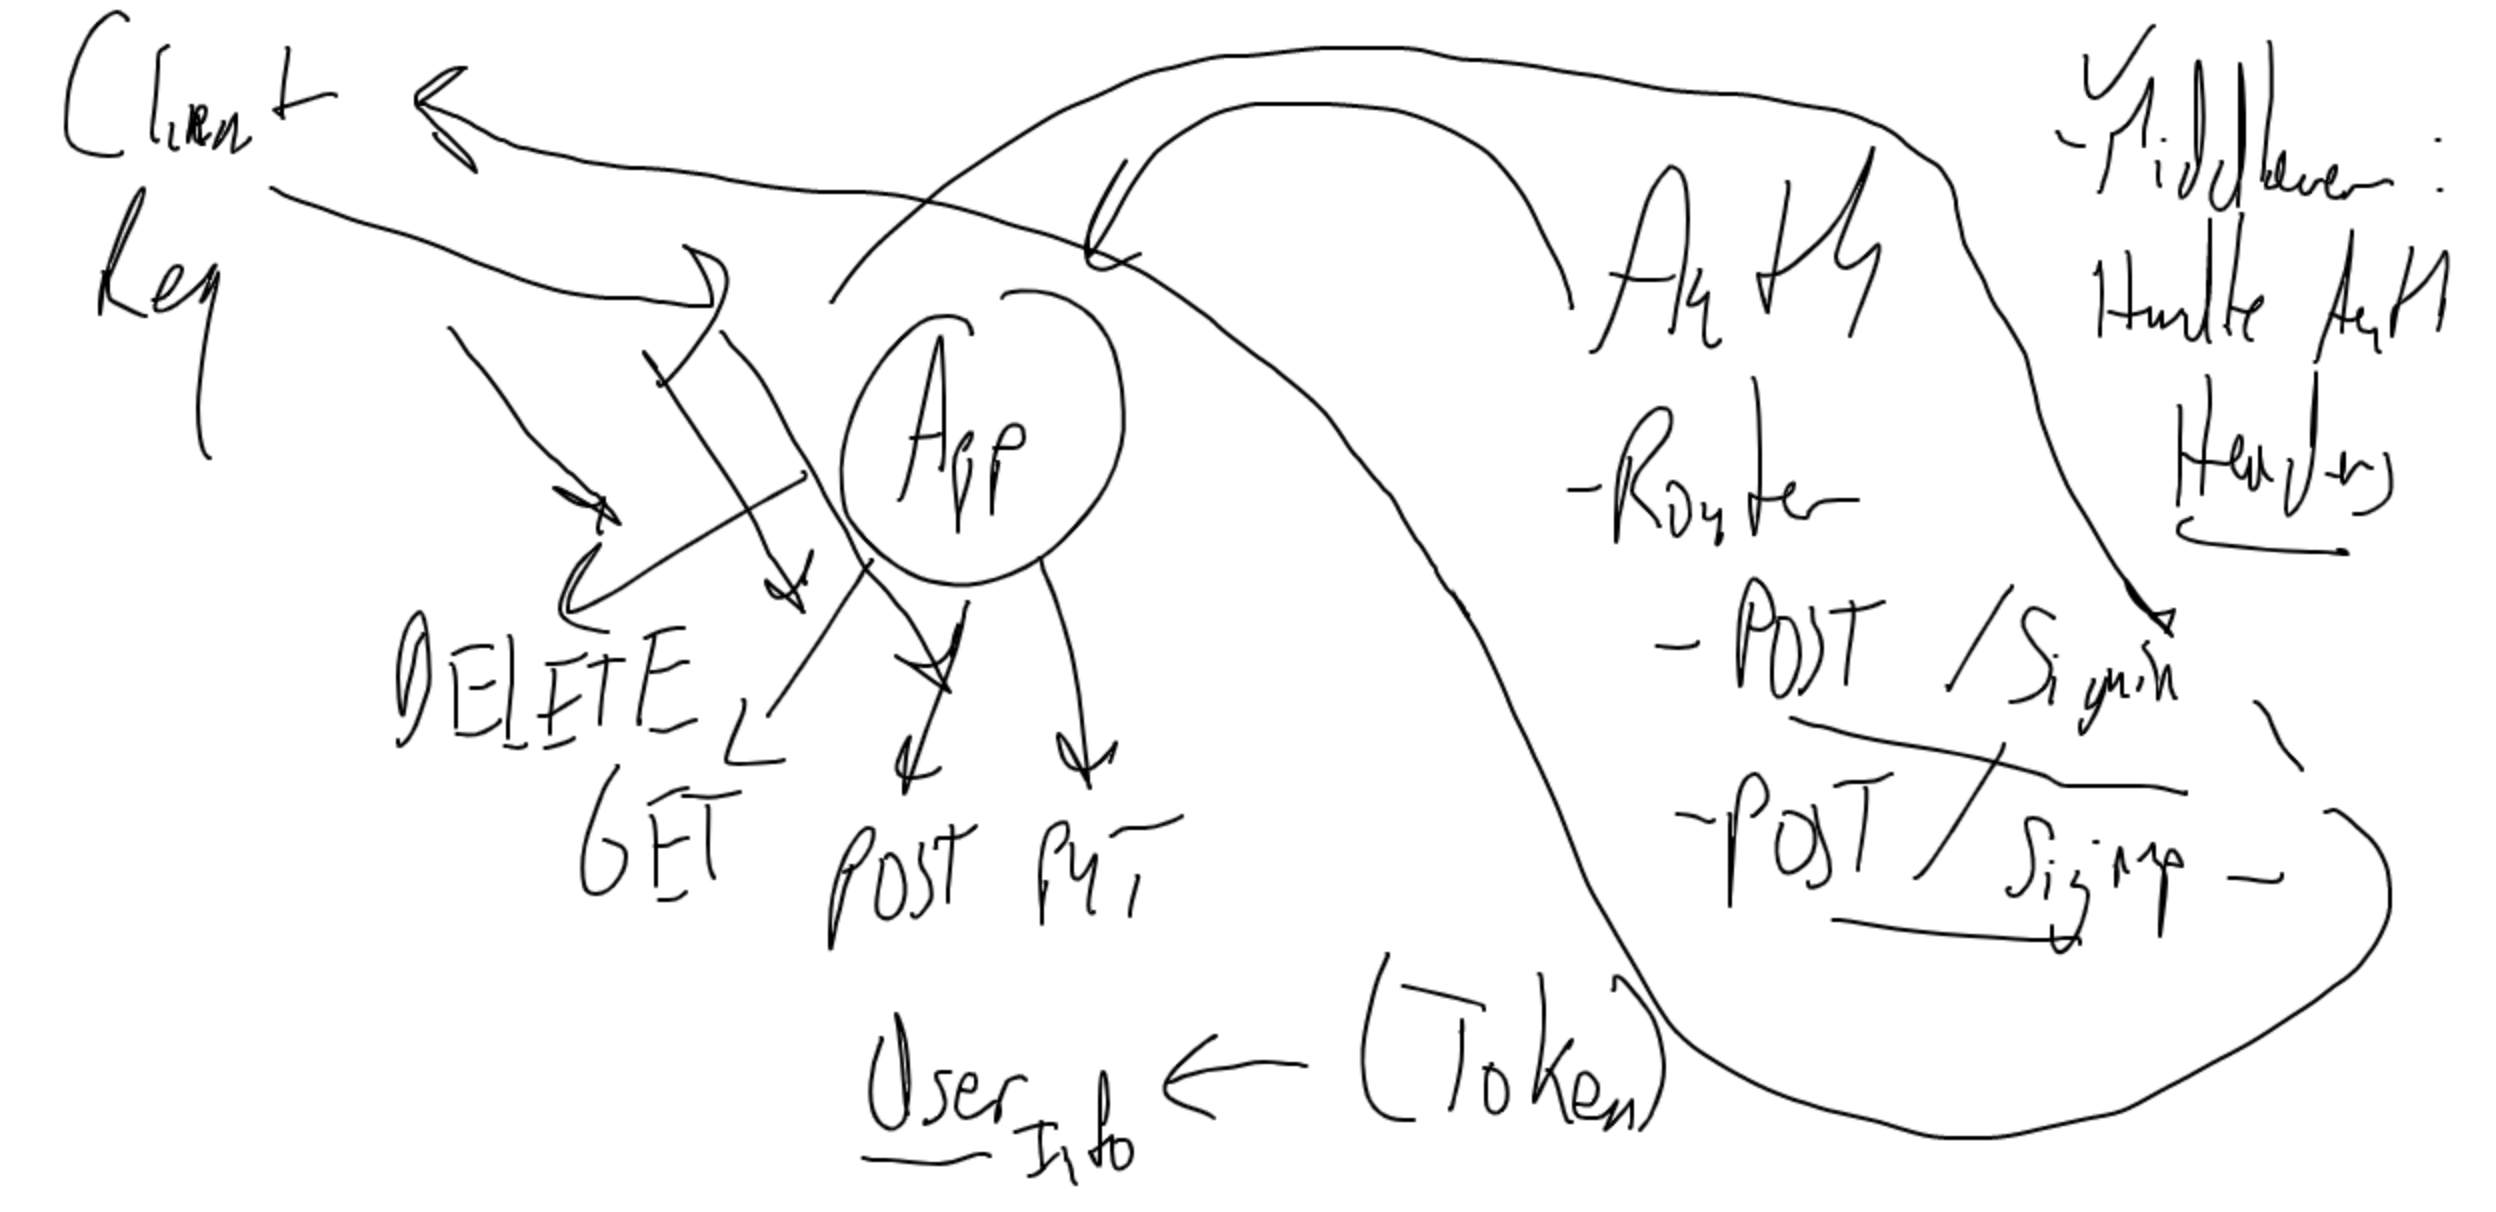 Client
Req
App
DELETE
GET
POST
PUT
User
Info
(Token)
Auth
-Router
- POST /Signin
- POST / Signup -
- Middleware :
Handle Auth
Headers